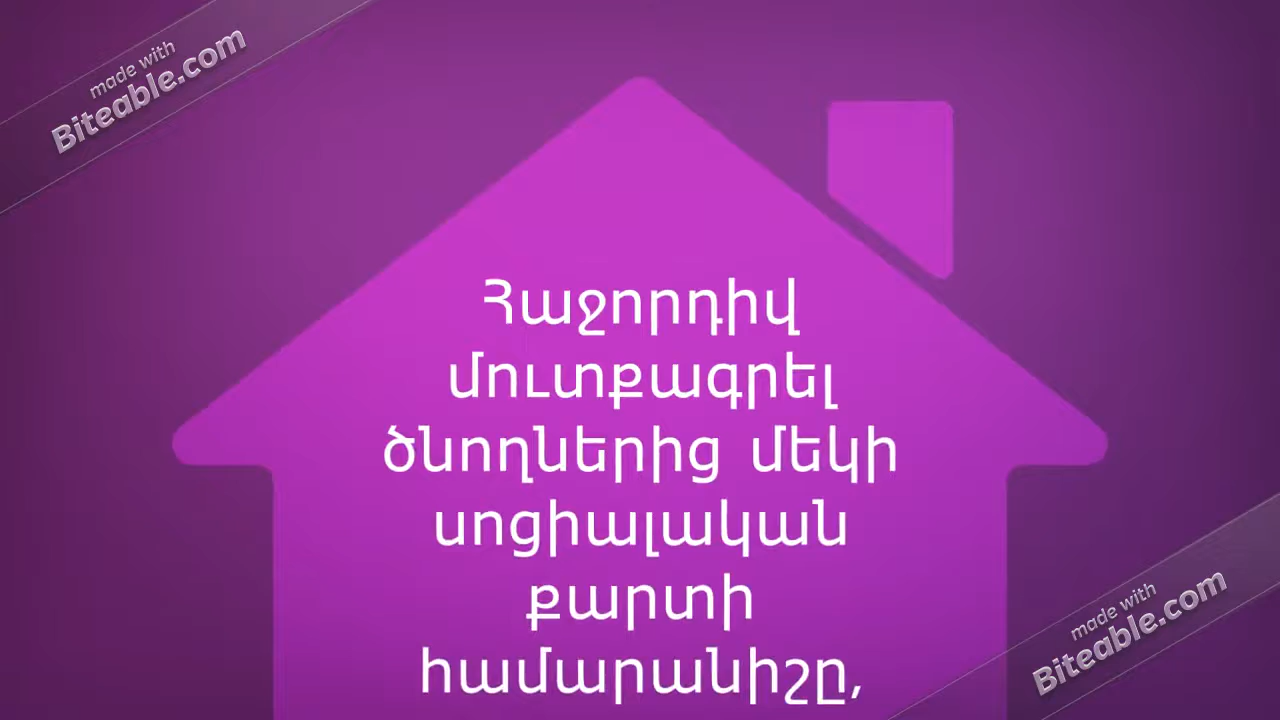 made with
Biteable.com
Հաջորդիվ
մուտքագրել
ծնողներից մեկի
սոցիալական
քարտի
համարանիշը,
made with
Biteable.com